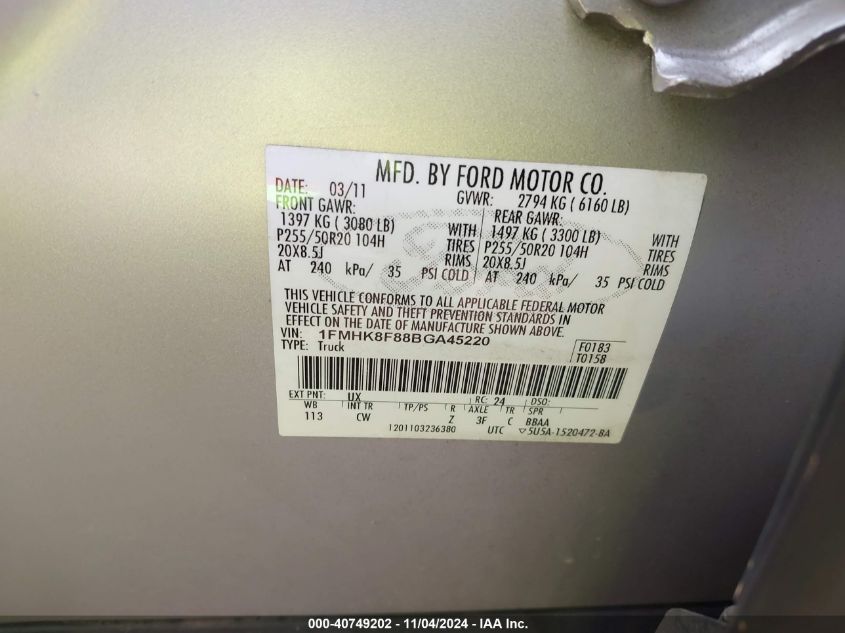 MFD. BY FORD MOTOR CO.
DATE: 03/11 GVWR: 2794 KG ( 6160 LB)
FRONT GAWR: REAR GAWR:
1397 KG ( 3080 LB) WITH 1497 KG ( 3300 LB) WITH
P255/50R20 104H TIRES P255/50R20 104H TIRES
20X8.5J RIMS 20X8.5J RIMS
AT 240 kPa/ 35 PSI COLD AT 240 kPa/ 35 PSI COLD
THIS VEHICLE CONFORMS TO ALL APPLICABLE FEDERAL MOTOR
VEHICLE SAFETY AND THEFT PREVENTION STANDARDS IN
EFFECT ON THE DATE OF MANUFACTURE SHOWN ABOVE.
VIN: 1FMHK8F88BGA45220 F0183
TYPE: Truck T0158
EXT PNT: UX RC: 24 DSO:
WB INT TR TP/PS R AXLE TR SPR
113 CW Z 3F C BBAA
1201103236380 UTC ▽5U5A-1520472-BA
Ford
000-40749202 - 11/04/2024 - IAA Inc.